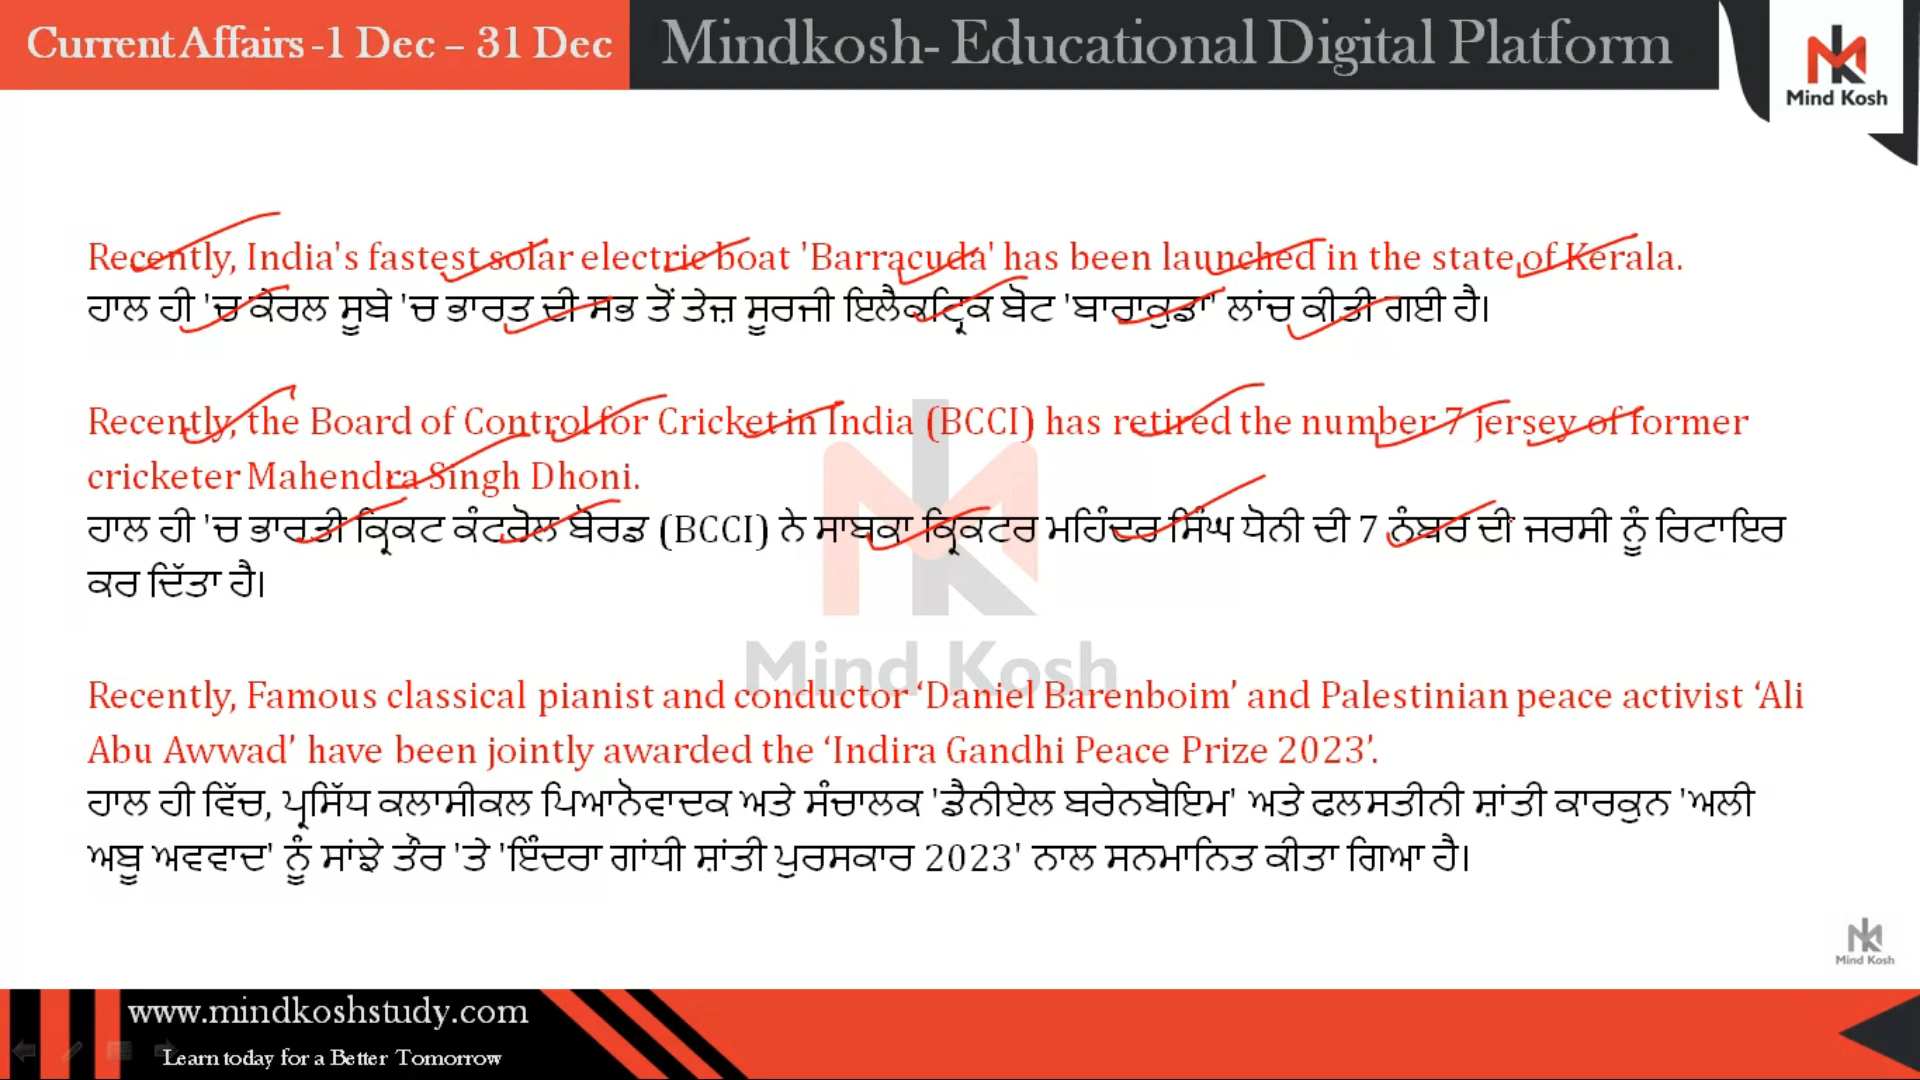 Current Affairs -1 Dec – 31 Dec
Mindkosh- Educational Digital Platform
Mind Kosh
Recently, India's fastest solar electric boat 'Barracuda' has been launched in the state of Kerala.
ਹਾਲ ਹੀ 'ਚ ਕੇਰਲ ਸੂਬੇ 'ਚ ਭਾਰਤ ਦੀ ਸਭ ਤੋਂ ਤੇਜ਼ ਸੂਰਜੀ ਇਲੈਕਟ੍ਰਿਕ ਬੋਟ 'ਬਾਰਾਕੁਡਾ' ਲਾਂਚ ਕੀਤੀ ਗਈ ਹੈ।
Recently, the Board of Control for Cricket in India (BCCI) has retired the number 7 jersey of former
cricketer Mahendra Singh Dhoni.
ਹਾਲ ਹੀ 'ਚ ਭਾਰਤੀ ਕ੍ਰਿਕਟ ਕੰਟਰੋਲ ਬੋਰਡ (BCCI) ਨੇ ਸਾਬਕਾ ਕ੍ਰਿਕਟਰ ਮਹਿੰਦਰ ਸਿੰਘ ਧੋਨੀ ਦੀ 7 ਨੰਬਰ ਦੀ ਜਰਸੀ ਨੂੰ ਰਿਟਾਇਰ
ਕਰ ਦਿੱਤਾ ਹੈ।
Mind Kosh
Recently, Famous classical pianist and conductor ‘Daniel Barenboim’ and Palestinian peace activist ‘Ali
Abu Awwad’ have been jointly awarded the ‘Indira Gandhi Peace Prize 2023’.
ਹਾਲ ਹੀ ਵਿੱਚ, ਪ੍ਰਸਿੱਧ ਕਲਾਸੀਕਲ ਪਿਆਨੋਵਾਦਕ ਅਤੇ ਸੰਚਾਲਕ 'ਡੈਨੀਏਲ ਬਰੇਨਬੋਇਮ' ਅਤੇ ਫਲਸਤੀਨੀ ਸ਼ਾਂਤੀ ਕਾਰਕੁਨ 'ਅਲੀ
ਅਬੂ ਅਵਵਾਦ' ਨੂੰ ਸਾਂਝੇ ਤੌਰ 'ਤੇ 'ਇੰਦਰਾ ਗਾਂਧੀ ਸ਼ਾਂਤੀ ਪੁਰਸਕਾਰ 2023' ਨਾਲ ਸਨਮਾਨਿਤ ਕੀਤਾ ਗਿਆ ਹੈ।
Mind Kosh
www.mindkoshstudy.com
Learn today for a Better Tomorrow